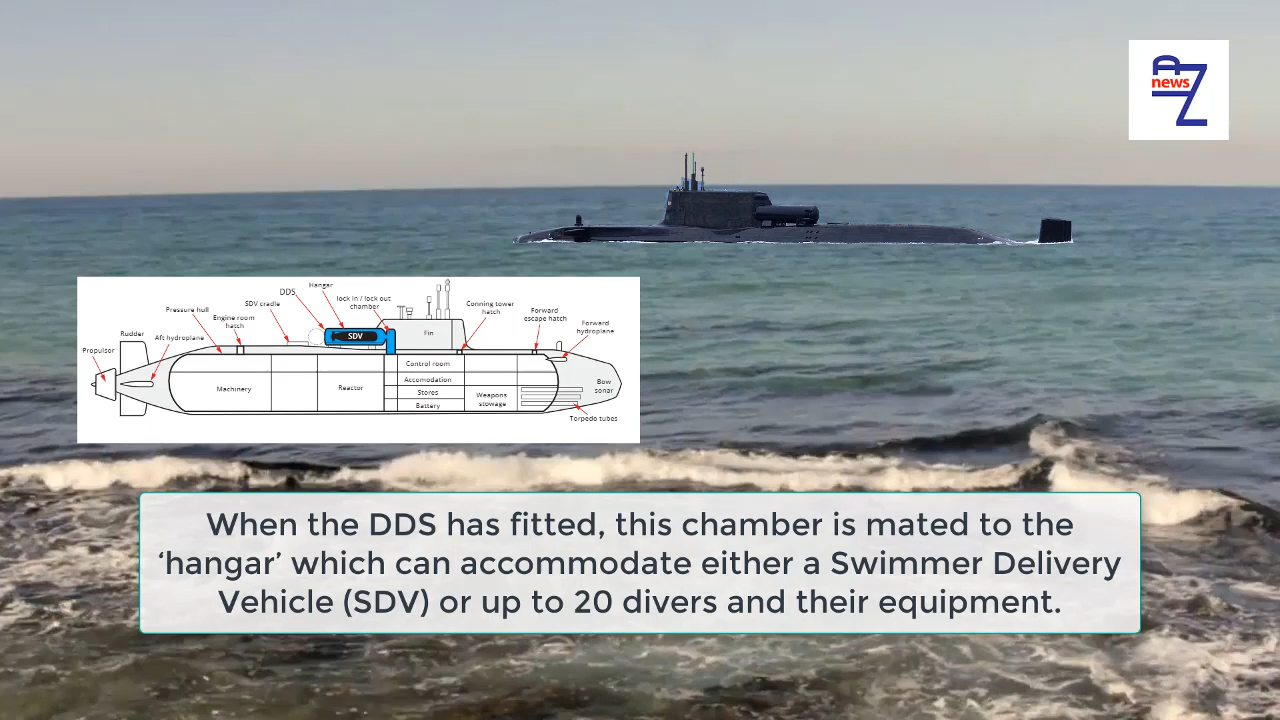 A
news
Z
Hangar
DDS
lock in / lock out
chamber
SDV cradle
Pressure hull
Engine room
hatch
Conning tower
hatch
Forward
escape hatch
Forward
hydroplane
Rudder
Aft hydroplane
Propulsor
SDV
Fin
Control room
Accomodation
Stores
Battery
Machinery
Reactor
Weapons
stowage
Bow
sonar
Torpedo tubes
When the DDS has fitted, this chamber is mated to the
‘hangar’ which can accommodate either a Swimmer Delivery
Vehicle (SDV) or up to 20 divers and their equipment.